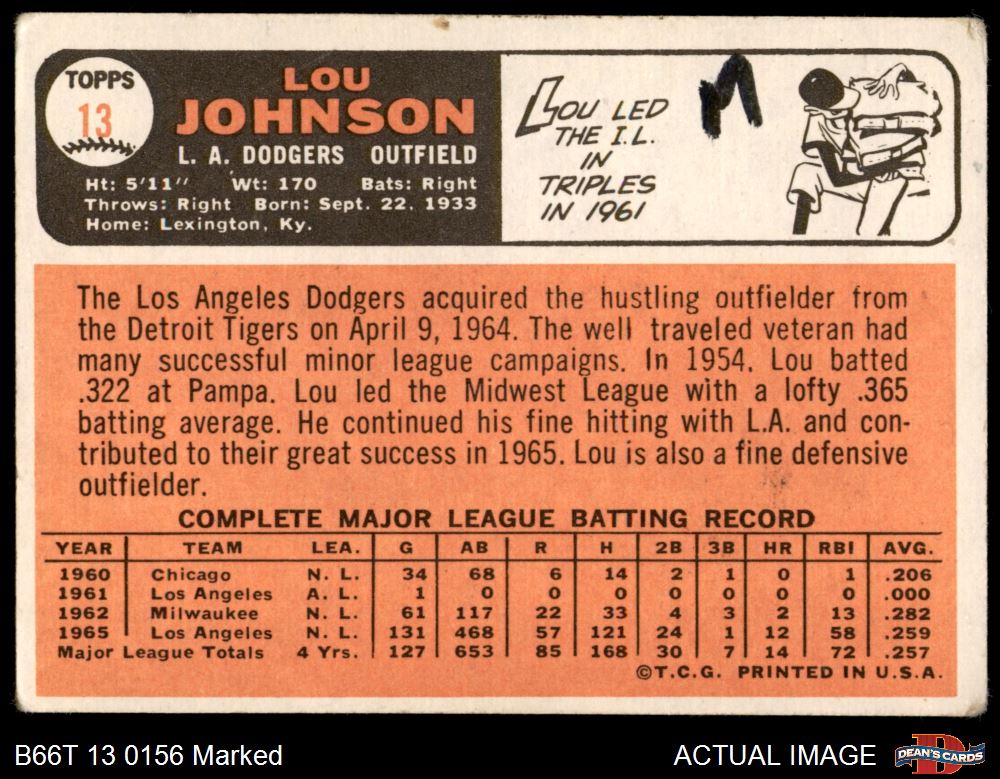 TOPPS
13
LOU
JOHNSON
L. A. DODGERS OUTFIELD
Ht: 5'11" Wt: 170 Bats: Right
Throws: Right Born: Sept. 22, 1933
Home: Lexington, Ky.
LOU LED
THE I.L.
IN
TRIPLES
IN 1961
M
The Los Angeles Dodgers acquired the hustling outfielder from
the Detroit Tigers on April 9, 1964. The well traveled veteran had
many successful minor league campaigns. In 1954, Lou batted
.322 at Pampa. Lou led the Midwest League with a lofty .365
batting average. He continued his fine hitting with L.A. and con-
tributed to their great success in 1965. Lou is also a fine defensive
outfielder.
COMPLETE MAJOR LEAGUE BATTING RECORD
YEAR TEAM LEA. G AB R H 2B 3B HR RBI AVG.
1960 Chicago N. L. 34 68 6 14 2 1 0 1 .206
1961 Los Angeles A. L. 1 0 0 0 0 0 0 0 .000
1962 Milwaukee N. L. 61 117 22 33 4 3 2 13 .282
1965 Los Angeles N. L. 131 468 57 121 24 1 12 58 .259
Major League Totals 4 Yrs. 127 653 85 168 30 7 14 72 .257
©T.C.G. PRINTED IN U.S.A.
B66T 13 0156 Marked
ACTUAL IMAGE
DEAN'S CARDS